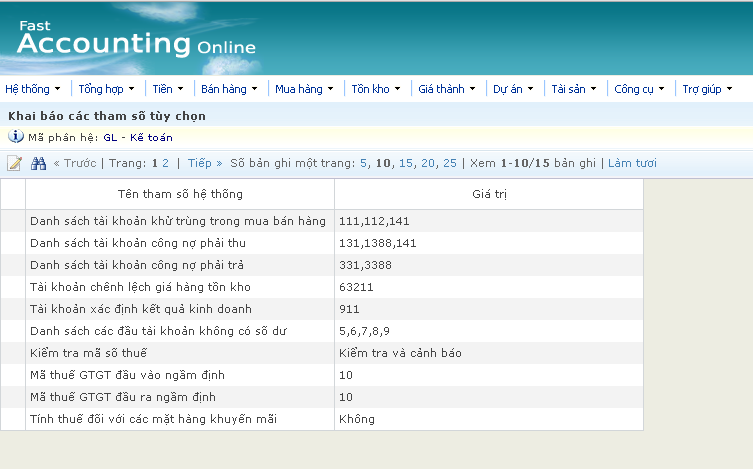 Fast
Accounting Online
Hệ thống Tổng hợp Tiền Bán hàng Mua hàng Tồn kho Giá thành Dự án Tài sản Công cụ Trợ giúp
Khai báo các tham số tùy chọn
Mã phân hệ: GL - Kế toán
« Trước | Trang: 1 2 | Tiếp » Số bản ghi một trang: 5, 10, 15, 20, 25 | Xem 1-10/15 bản ghi | Làm tươi
Tên tham số hệ thống Giá trị
Danh sách tài khoản khử trùng trong mua bán hàng 111,112,141
Danh sách tài khoản công nợ phải thu 131,1388,141
Danh sách tài khoản công nợ phải trả 331,3388
Tài khoản chênh lệch giá hàng tồn kho 63211
Tài khoản xác định kết quả kinh doanh 911
Danh sách các đầu tài khoản không có số dư 5,6,7,8,9
Kiểm tra mã số thuế Kiểm tra và cảnh báo
Mã thuế GTGT đầu vào ngầm định 10
Mã thuế GTGT đầu ra ngầm định 10
Tính thuế đối với các mặt hàng khuyến mãi Không